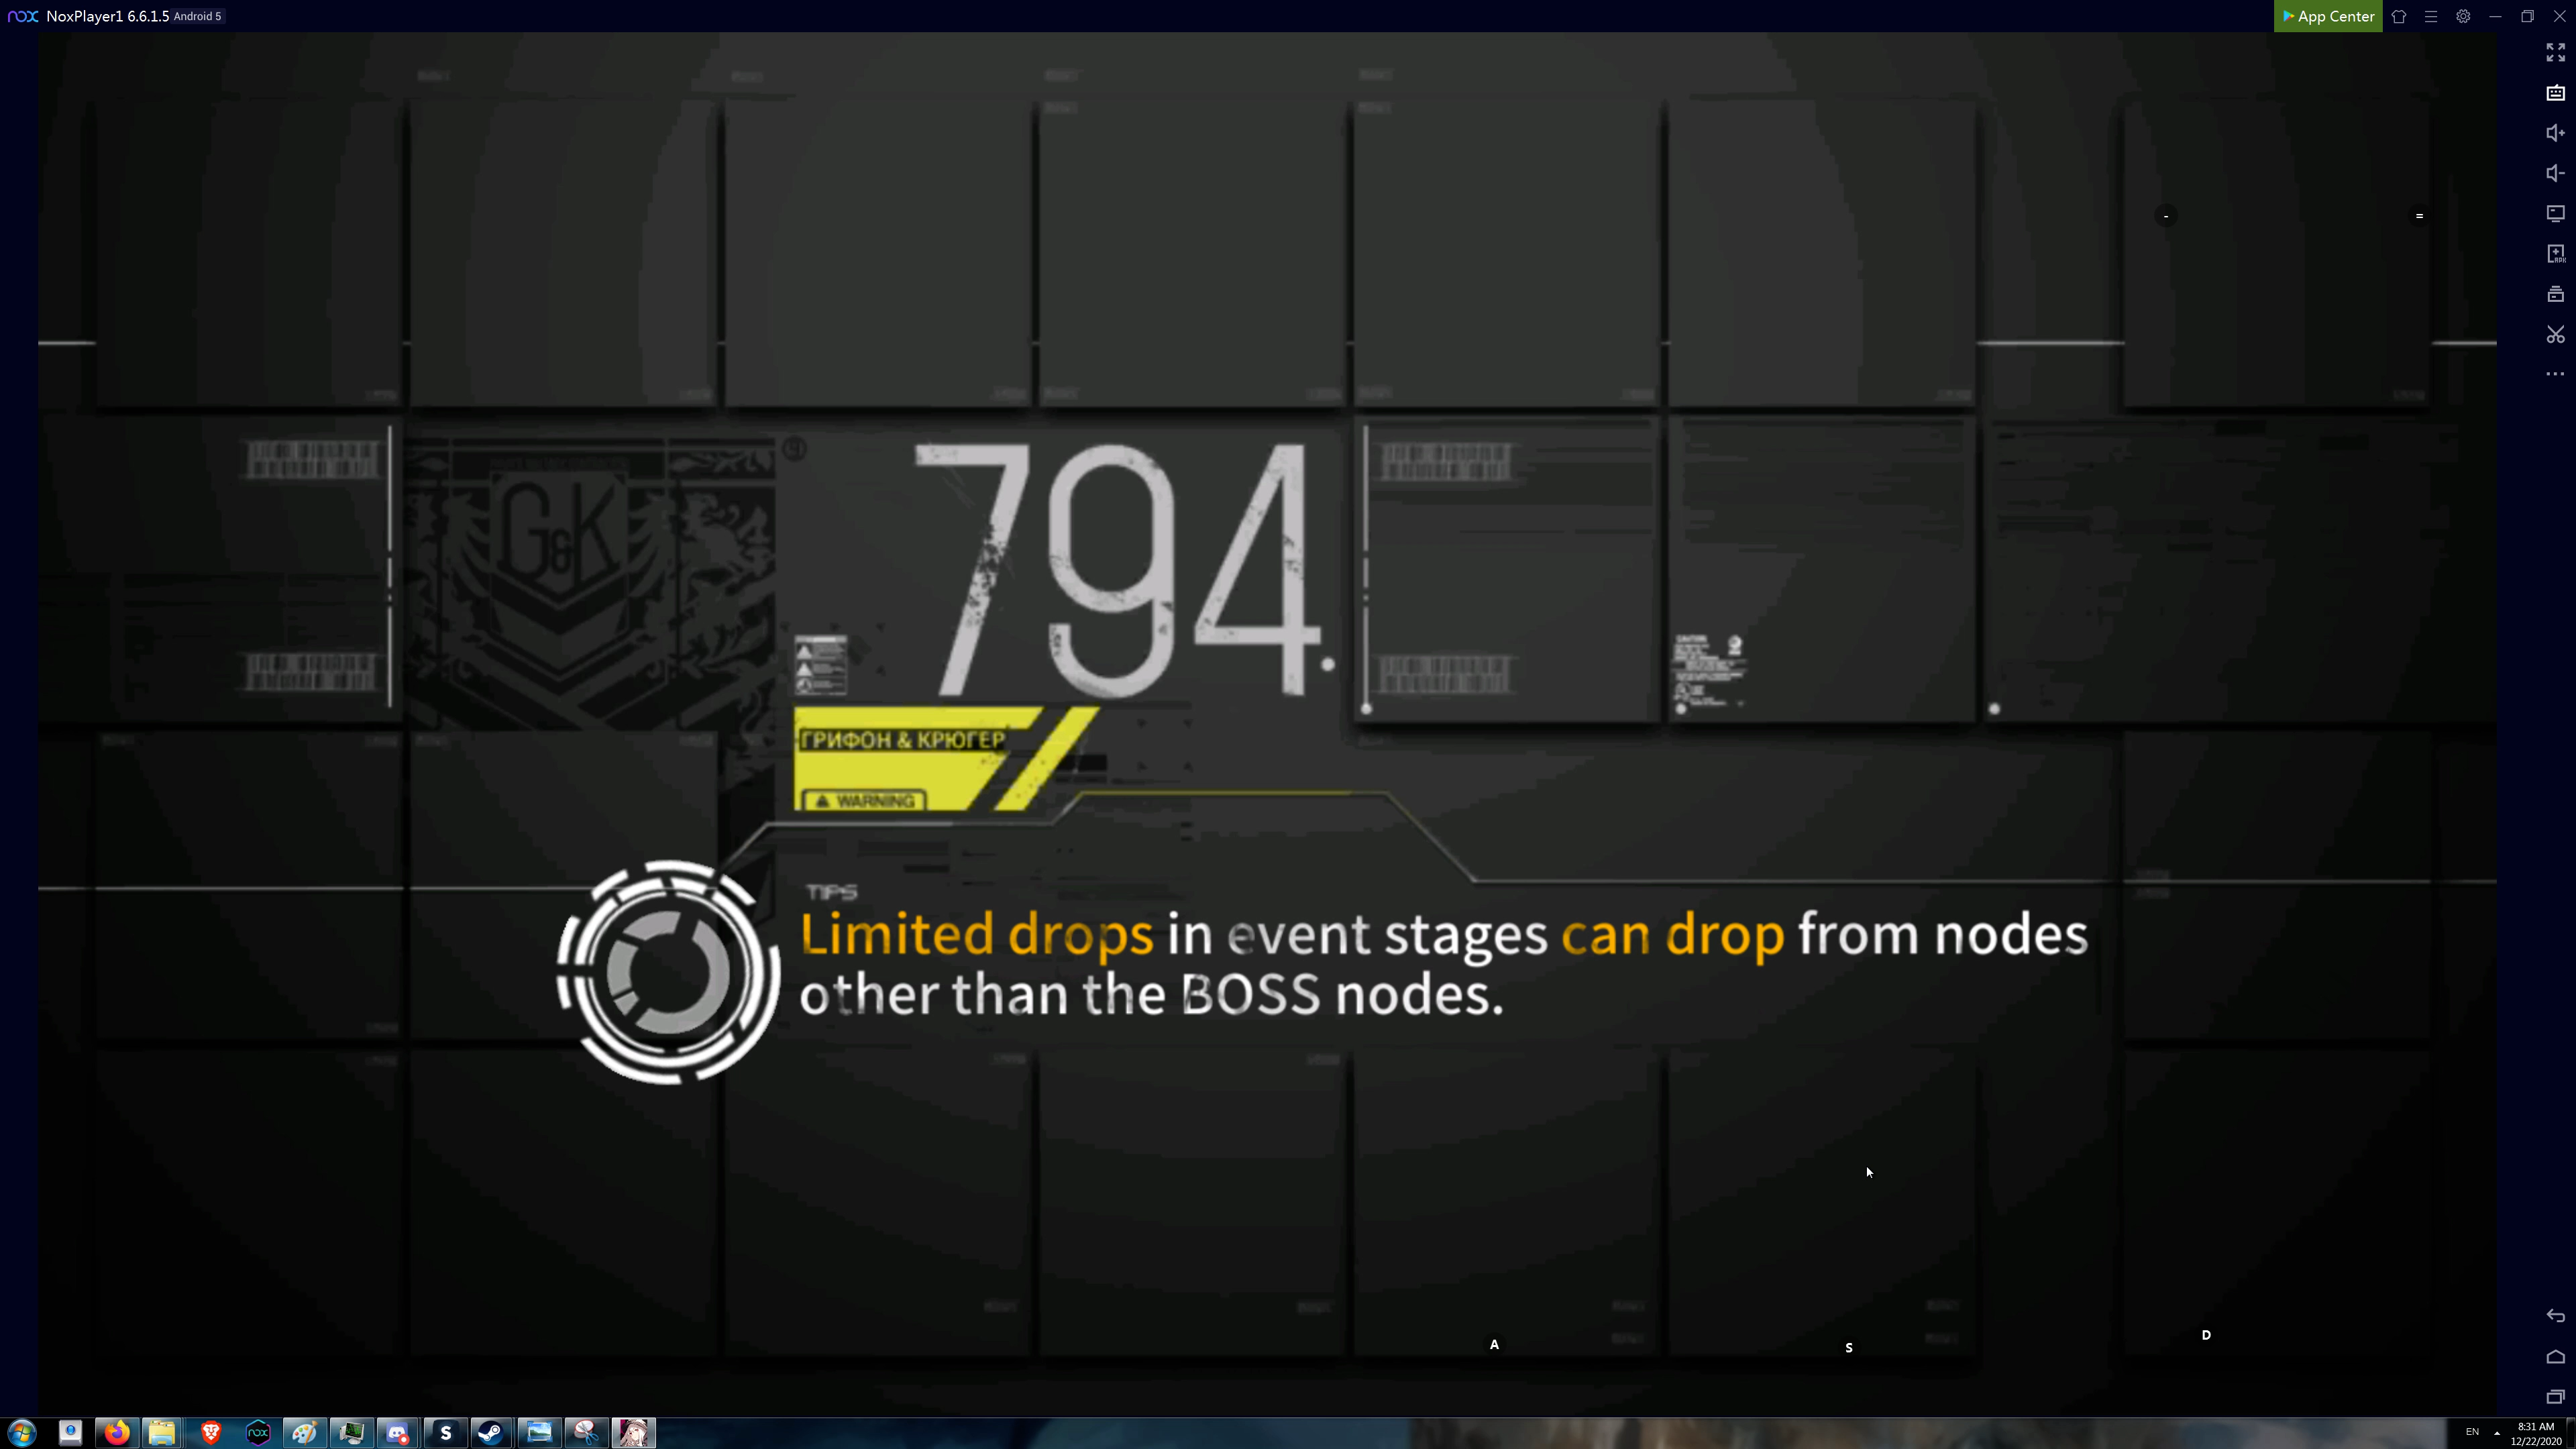 nox NoxPlayer1 6.6.1.5 Android 5
App Center
- =
G&K
794.
ГРИФОН & КРЮГЕР
WARNING
TIPS
Limited drops in event stages can drop from nodes
other than the BOSS nodes.
A S D
EN 8:31 AM
12/22/2020